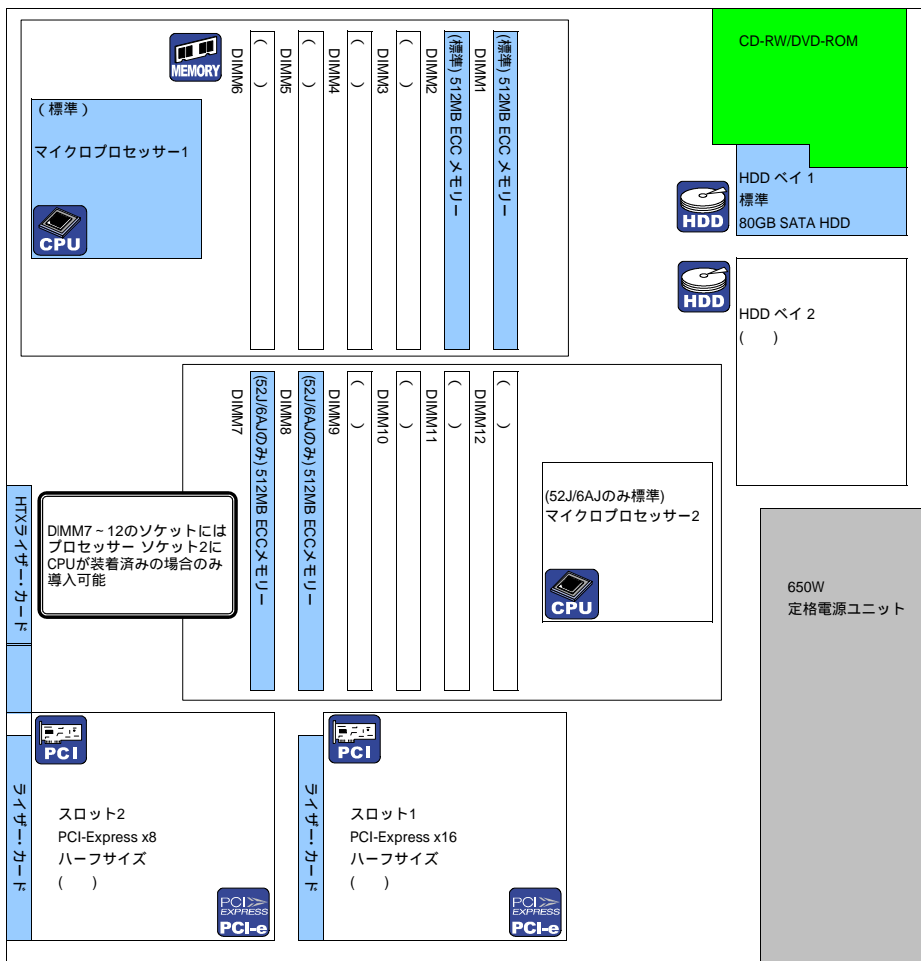 MEMORY
DIMM6
( )
DIMM5
( )
DIMM4
( )
DIMM3
( )
DIMM2
(標準) 512MB ECC メモリー
DIMM1
(標準) 512MB ECC メモリー
(標準)
マイクロプロセッサー1
CPU
CD-RW/DVD-ROM
HDD
HDD ベイ 1
標準
80GB SATA HDD
HDD
HDD ベイ 2
( )
DIMM7
(52J/6AJのみ) 512MB ECCメモリー
DIMM8
(52J/6AJのみ) 512MB ECCメモリー
DIMM9
( )
DIMM10
( )
DIMM11
( )
DIMM12
( )
(52J/6AJのみ標準)
マイクロプロセッサー2
CPU
HTXライザー・カード
DIMM7~12のソケットには
プロセッサー ソケット2に
CPUが装着済みの場合のみ
導入可能
650W
定格電源ユニット
PCI
ライザー・カード
スロット2
PCI-Express x8
ハーフサイズ
( )
PCI
EXPRESS
PCI-e
PCI
ライザー・カード
スロット1
PCI-Express x16
ハーフサイズ
( )
PCI
EXPRESS
PCI-e